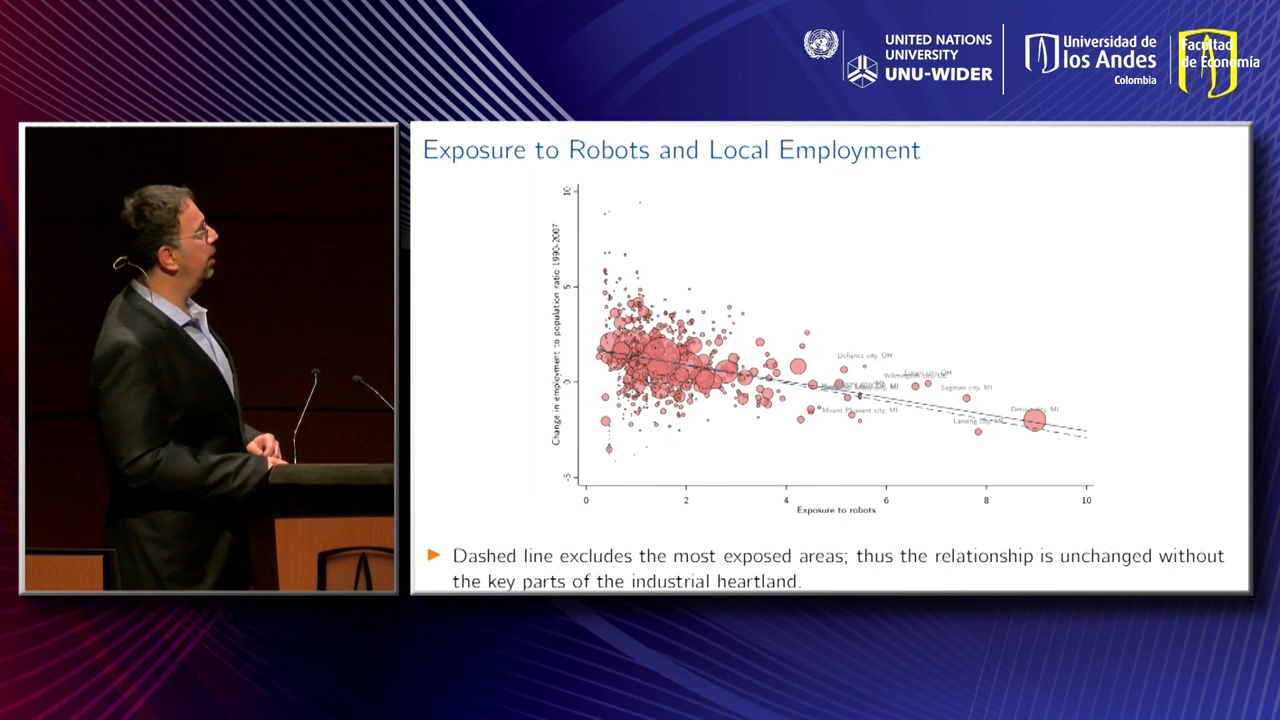 UNITED NATIONS
UNIVERSITY
UNU-WIDER
Universidad de
los Andes
Colombia
Facultad
de Economía
Exposure to Robots and Local Employment
10
5
0
-5
Change in employment to population ratio 1990-2007
Defiance city, OH
Wilmington city, DE
Saginaw city, MI
Mount Pleasant city, MI
Detroit city, MI
Lansing city, MI
0 2 4 6 8 10
Exposure to robots
Dashed line excludes the most exposed areas; thus the relationship is unchanged without
the key parts of the industrial heartland.